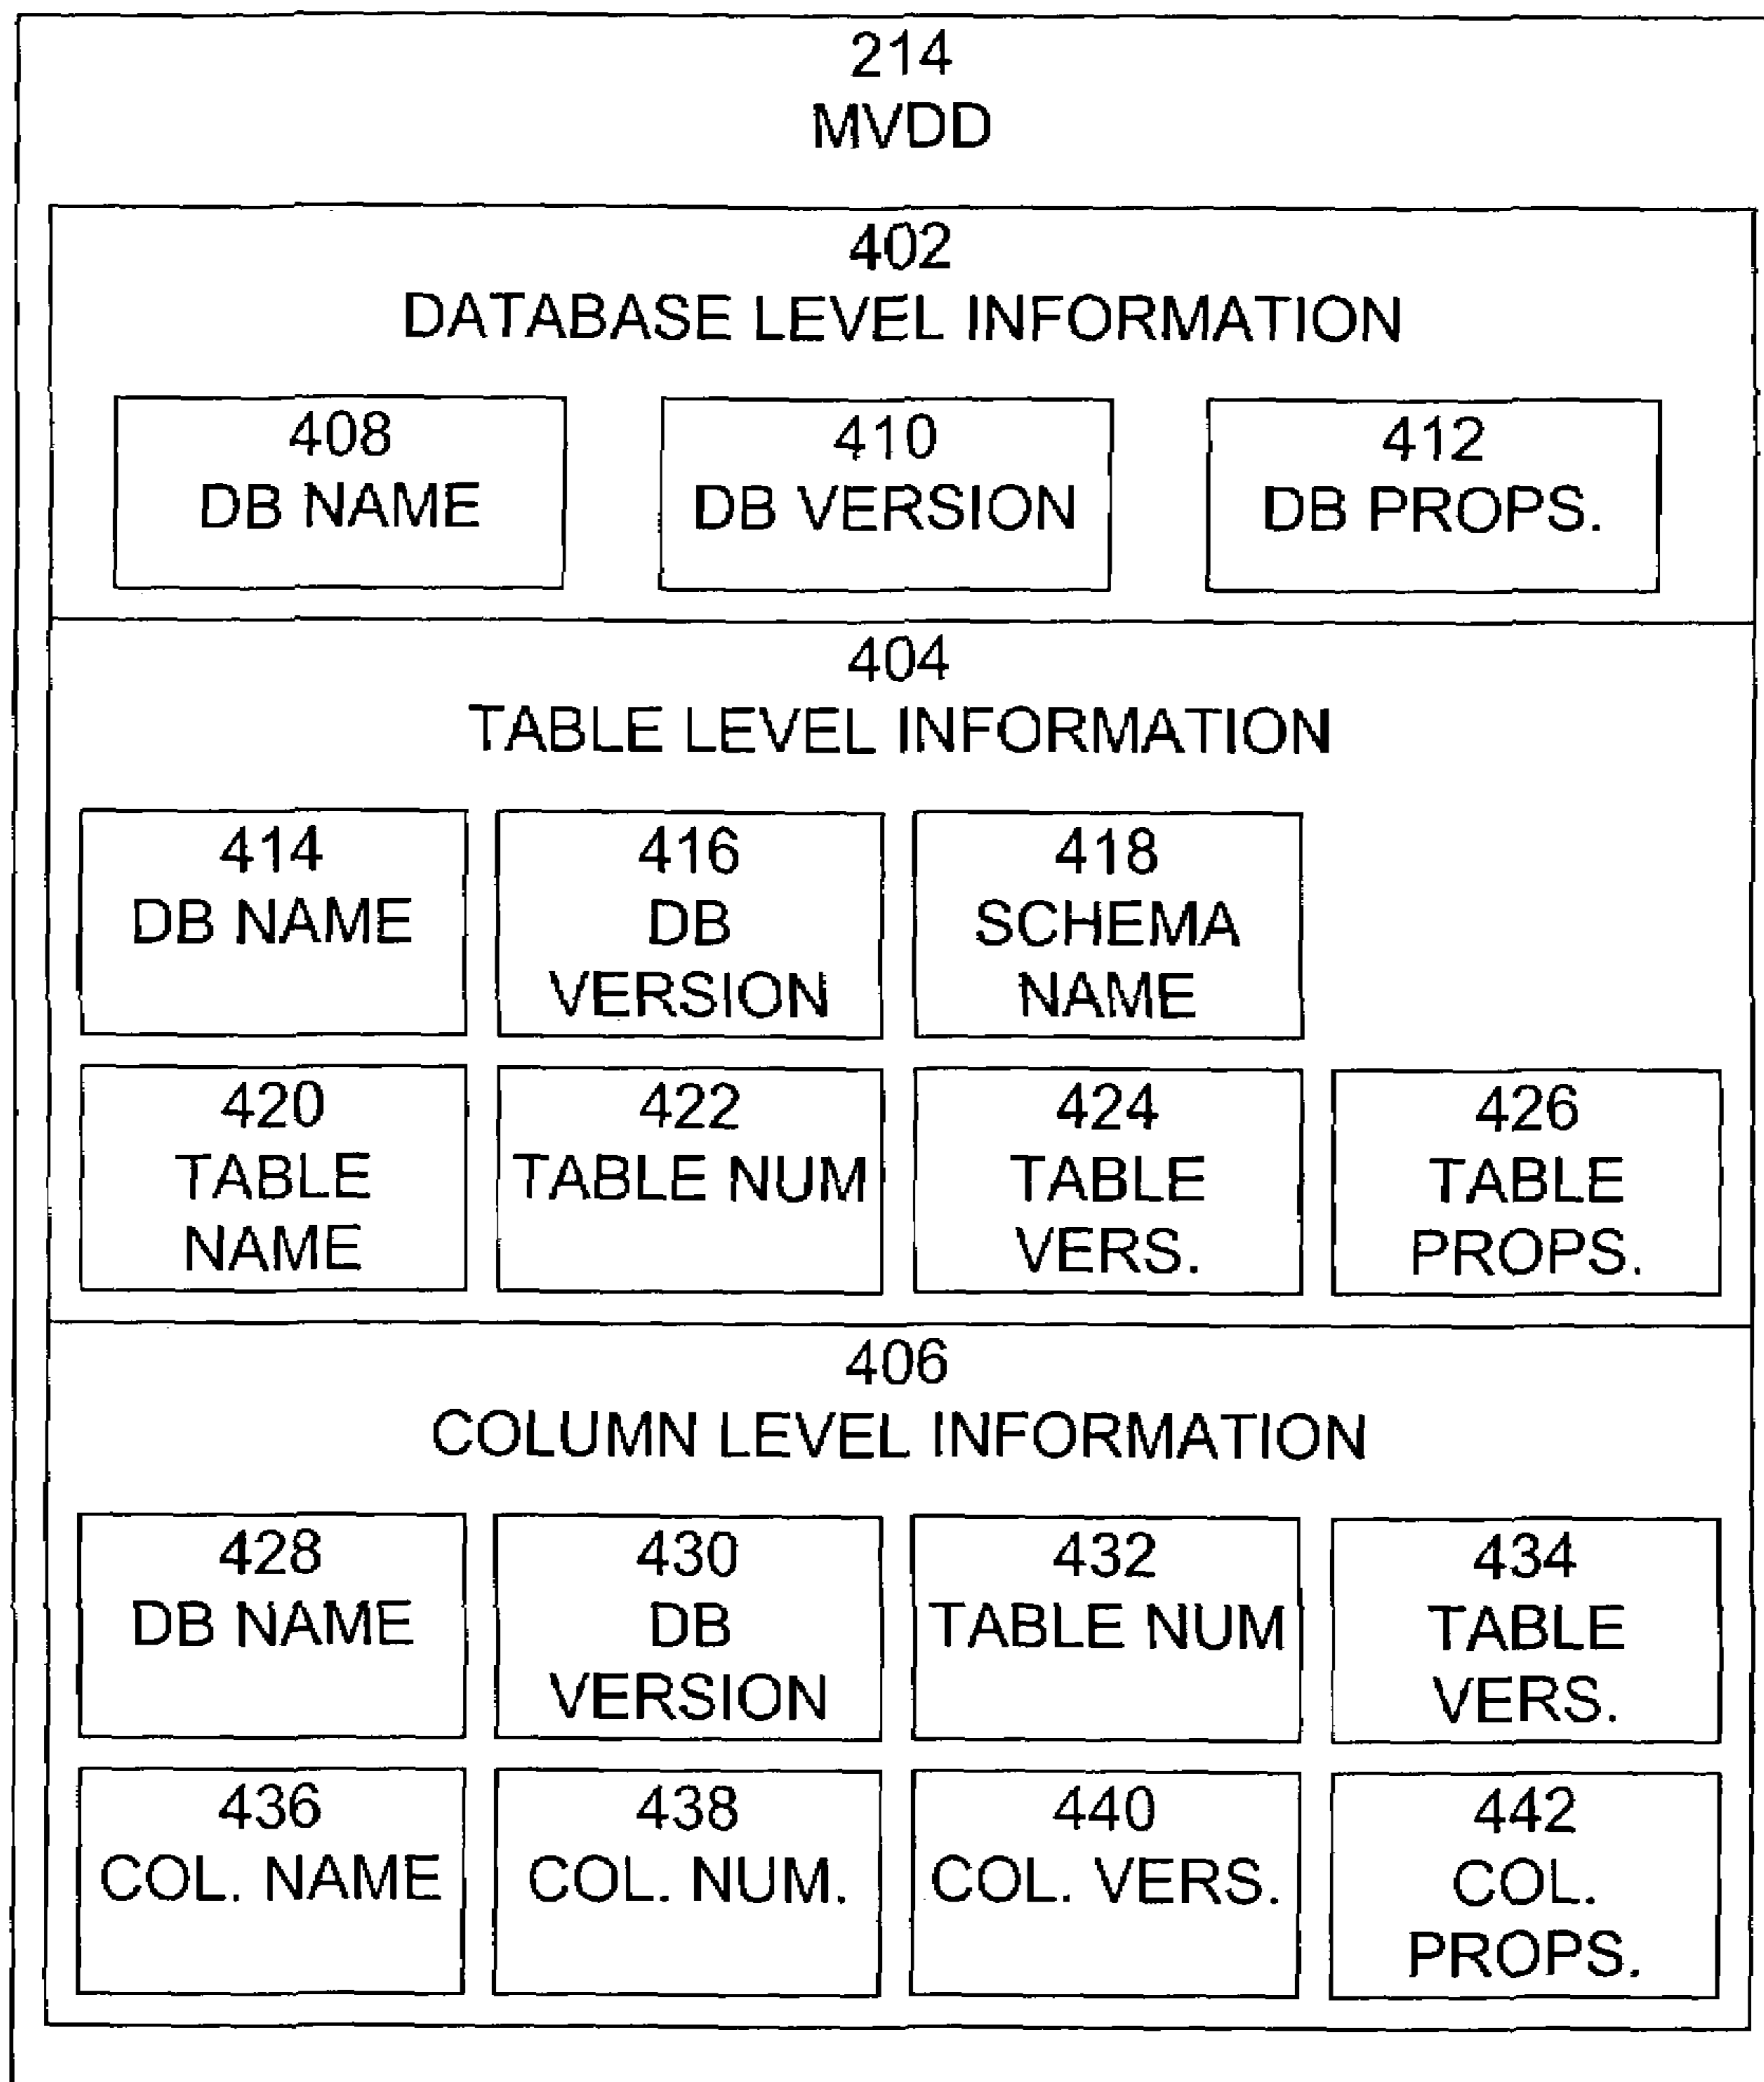 214
MVDD
402
DATABASE LEVEL INFORMATION
408
DB NAME
410
DB VERSION
412
DB PROPS.
404
TABLE LEVEL INFORMATION
414
DB NAME
416
DB
VERSION
418
SCHEMA
NAME
420
TABLE
NAME
422
TABLE NUM
424
TABLE
VERS.
426
TABLE
PROPS.
406
COLUMN LEVEL INFORMATION
428
DB NAME
430
DB
VERSION
432
TABLE NUM
434
TABLE
VERS.
436
COL. NAME
438
COL. NUM.
440
COL. VERS.
442
COL.
PROPS.